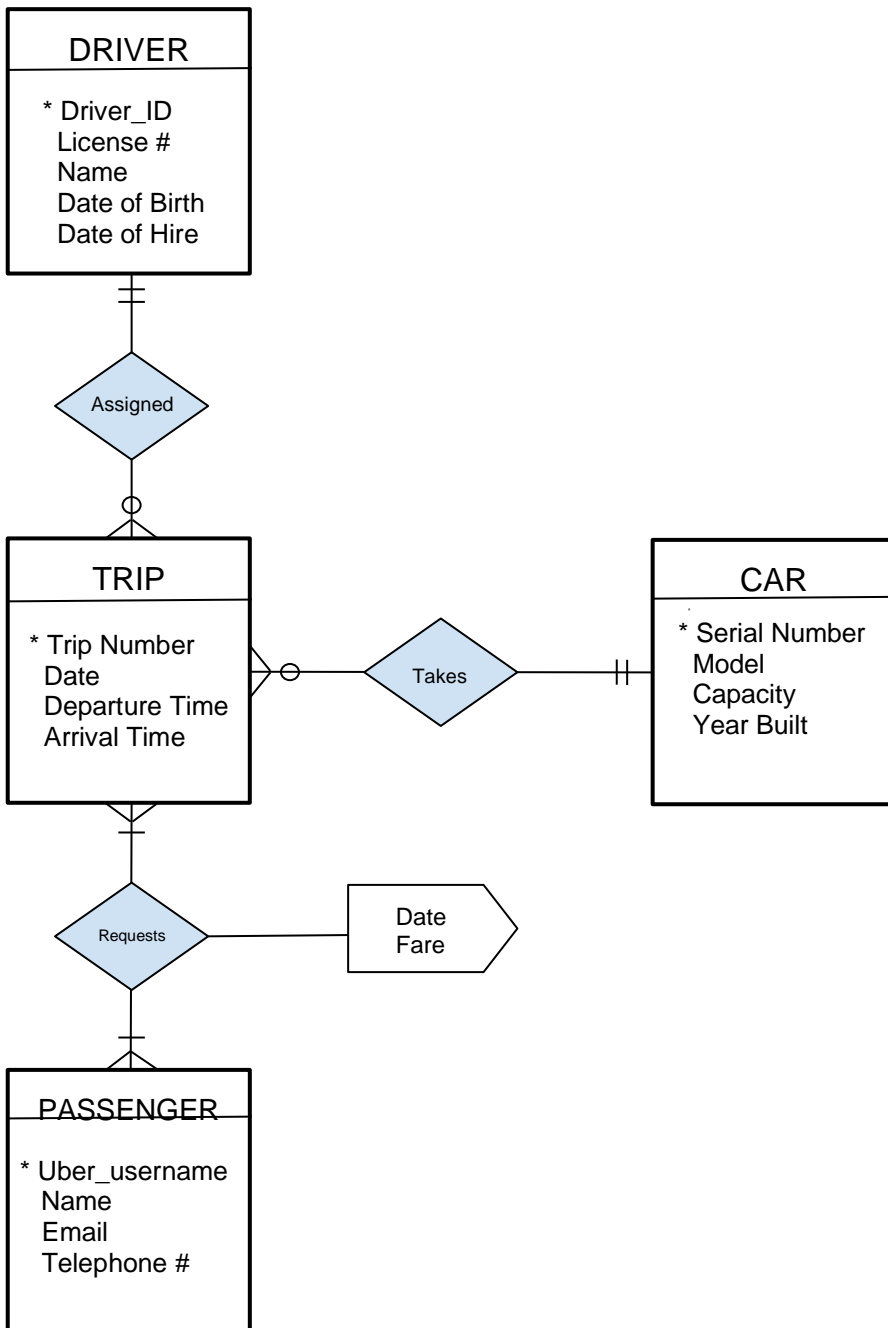 DRIVER
* Driver_ID
License #
Name
Date of Birth
Date of Hire
Assigned
TRIP
* Trip Number
Date
Departure Time
Arrival Time
Takes
CAR
* Serial Number
Model
Capacity
Year Built
Requests
Date
Fare
PASSENGER
* Uber_username
Name
Email
Telephone #